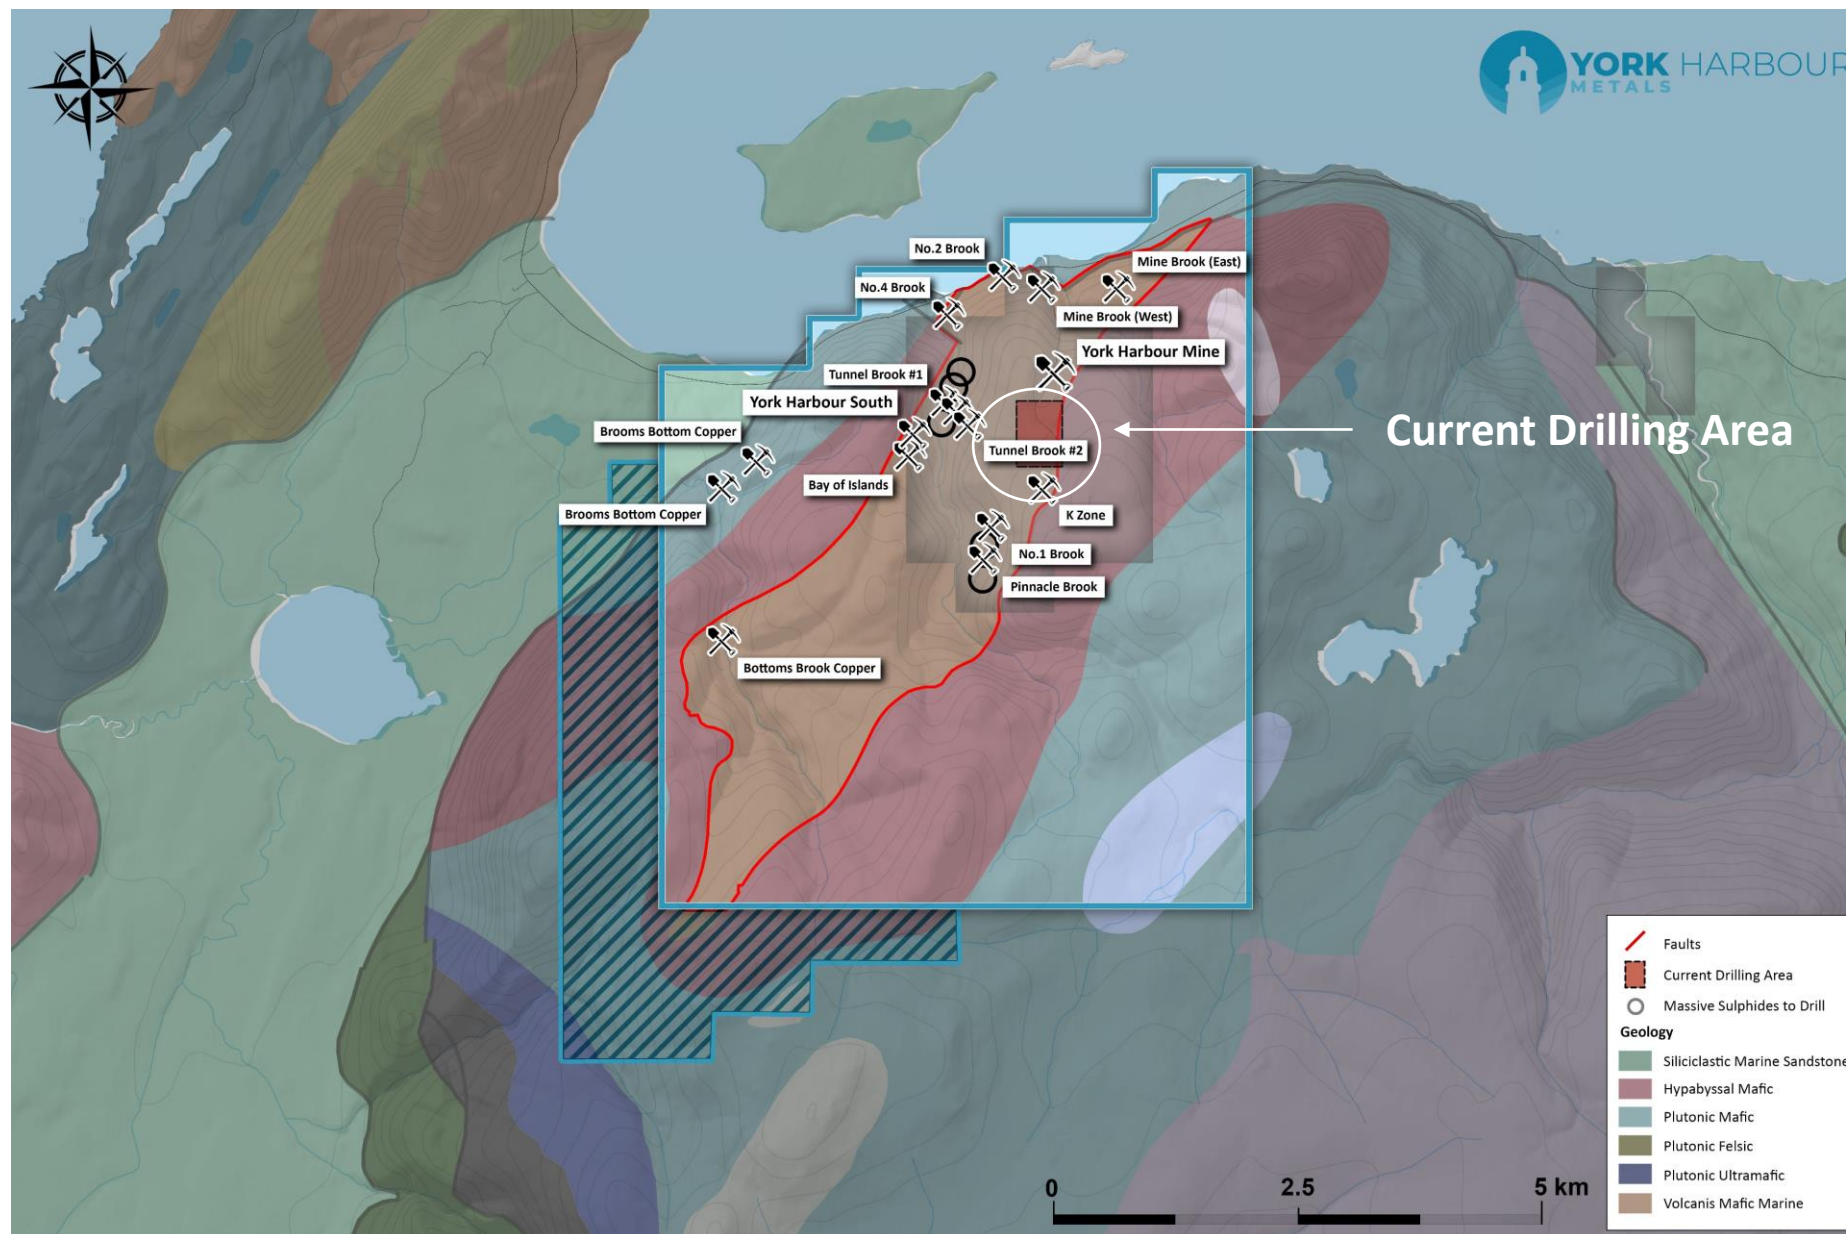 YORK HARBOUR
METALS
No.2 Brook
Mine Brook (East)
No.4 Brook
Mine Brook (West)
York Harbour Mine
Tunnel Brook #1
York Harbour South
Current Drilling Area
Brooms Bottom Copper
Tunnel Brook #2
Bay of Islands
Brooms Bottom Copper
K Zone
No.1 Brook
Pinnacle Brook
Bottoms Brook Copper
Faults
Current Drilling Area
Massive Sulphides to Drill
Geology
Siliciclastic Marine Sandstone
Hypabyssal Mafic
Plutonic Mafic
Plutonic Felsic
Plutonic Ultramafic
Volcanis Mafic Marine
0 2.5 5 km